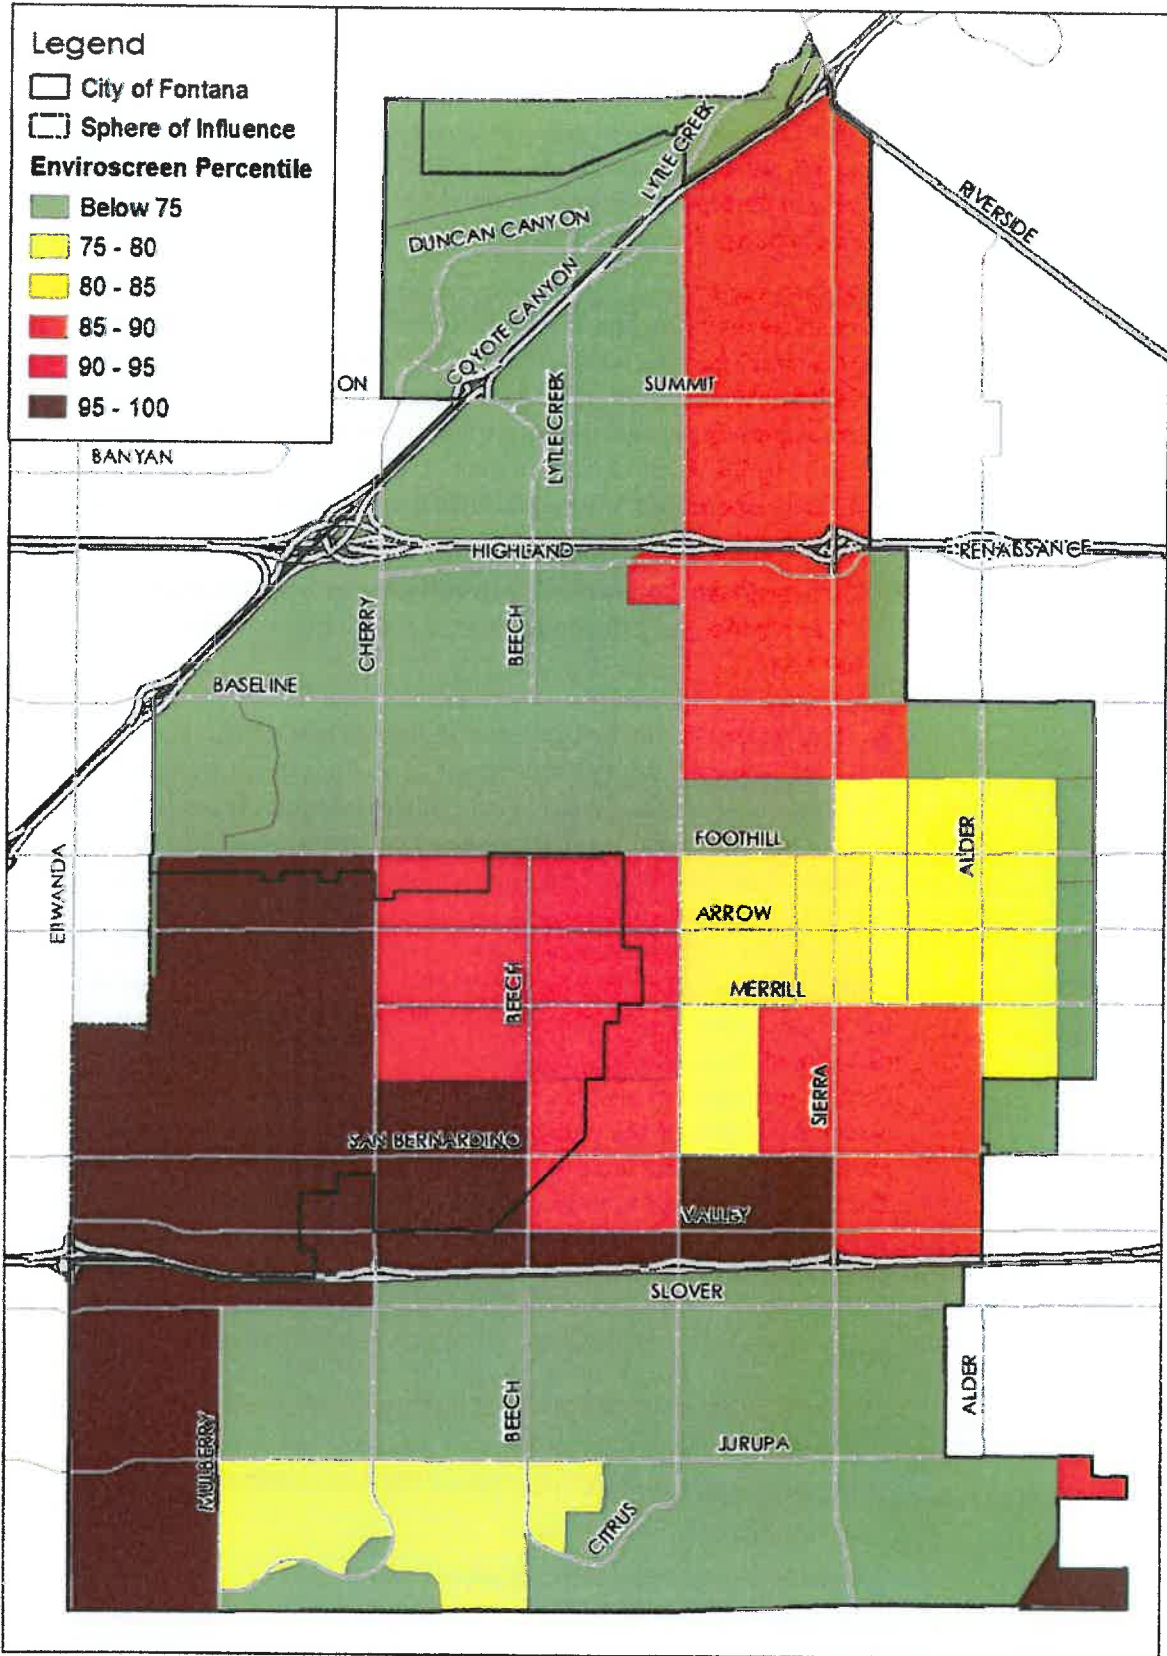 Legend
City of Fontana
Sphere of Influence
Enviroscreen Percentile
Below 75
75 - 80
80 - 85
85 - 90
90 - 95
95 - 100
LYTLE CREEK
RIVERSIDE
DUNCAN CANYON
COYOTE CANYON
ON
SUMMIT
LYTLE CREEK
BANYAN
HIGHLAND
RENAISSANCE
CHERRY
BEECH
BASELINE
FOOTHILL
ALDER
ETIWANDA
ARROW
BEECH
MERRILL
SIERRA
SAN BERNARDINO
VALLEY
SLOVER
ALDER
BEECH
JURUPA
MULBERRY
CITRUS